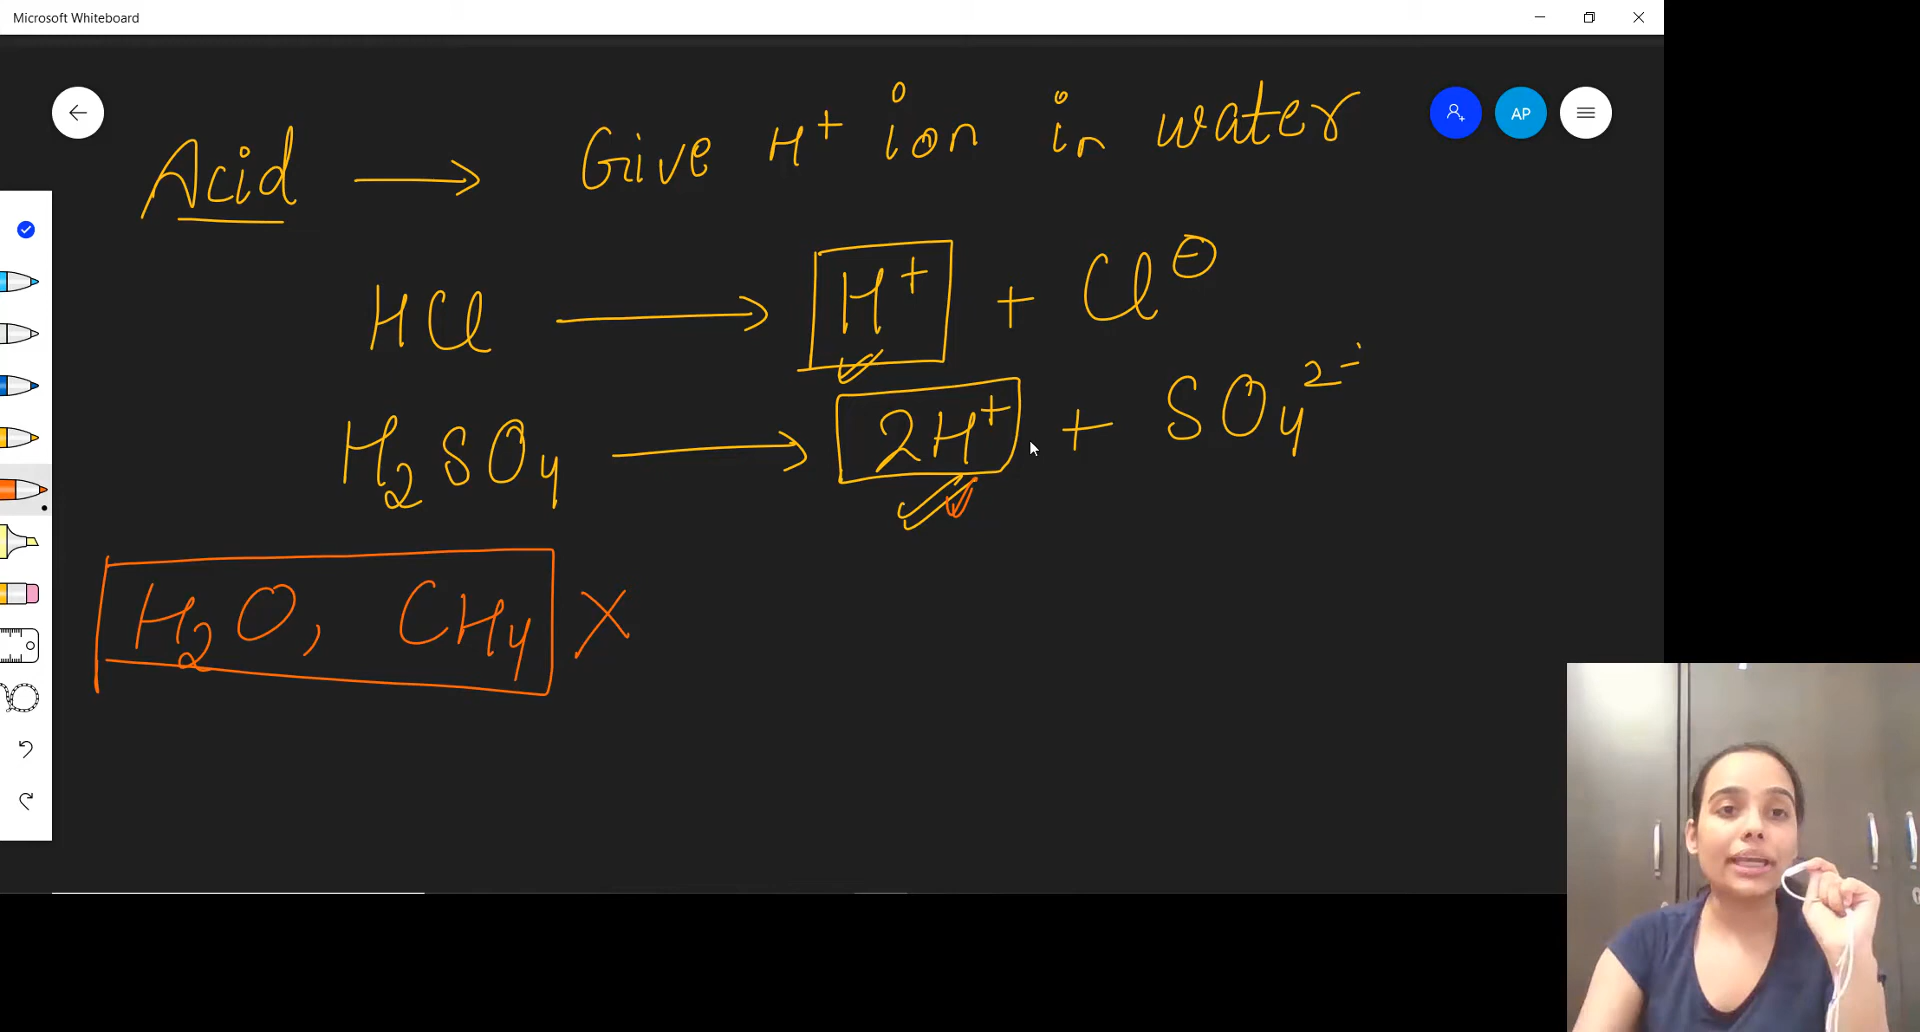 Microsoft Whiteboard
AP
Acid → Give H⁺ ion in water
HCl → H⁺ + Cl⊖
H₂SO₄ → 2H⁺ + SO₄²⁻
H₂O, CH₄ X